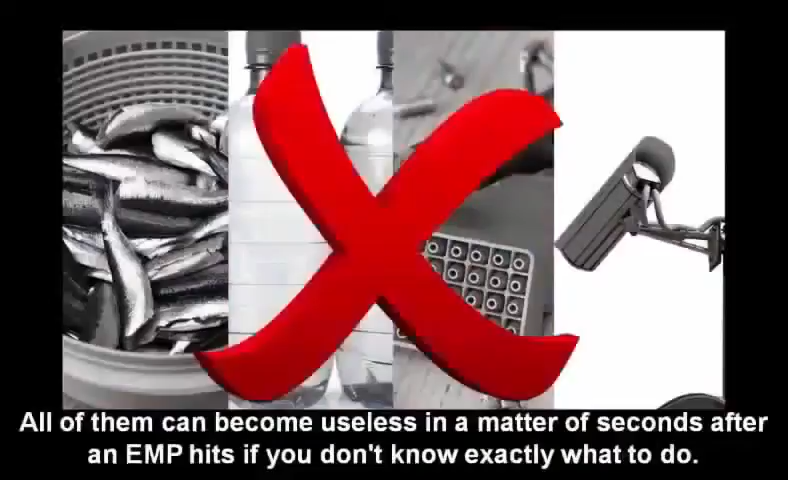 All of them can become useless in a matter of seconds after
an EMP hits if you don't know exactly what to do.